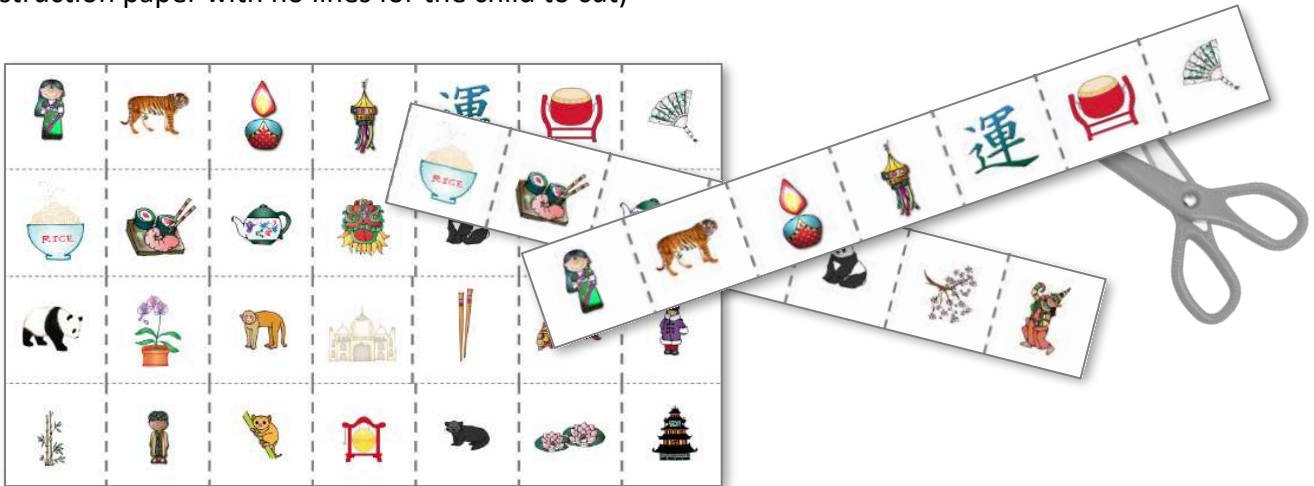 struction paper with no lines for the child to cut)
運
運
RICE
RICE